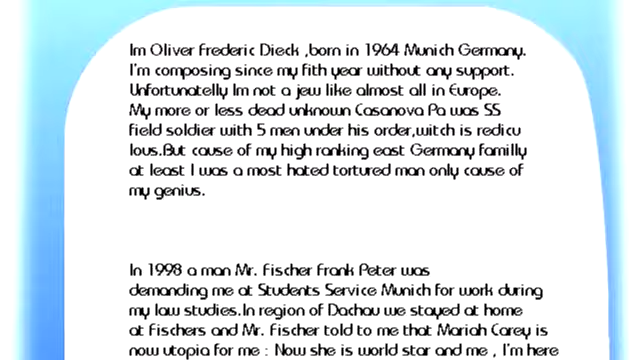 Im Oliver Frederic Dieck ,born in 1964 Munich Germany.
I'm composing since my fith year without any support.
Unfortunatelly Im not a jew like almost all in Europe.
My more or less dead unknown Casanova Pa was SS
field soldier with 5 men under his order,witch is redicu
lous.But cause of my high ranking east Germany familly
at least I was a most hated tortured man only cause of
my genius.
In 1998 a man Mr. Fischer Frank Peter was
demanding me at Students Service Munich for work during
my law studies.In region of Dachau we stayed at home
at Fischers and Mr. Fischer told to me that Mariah Carey is
now utopia for me : Now she is world star and me , I'm here